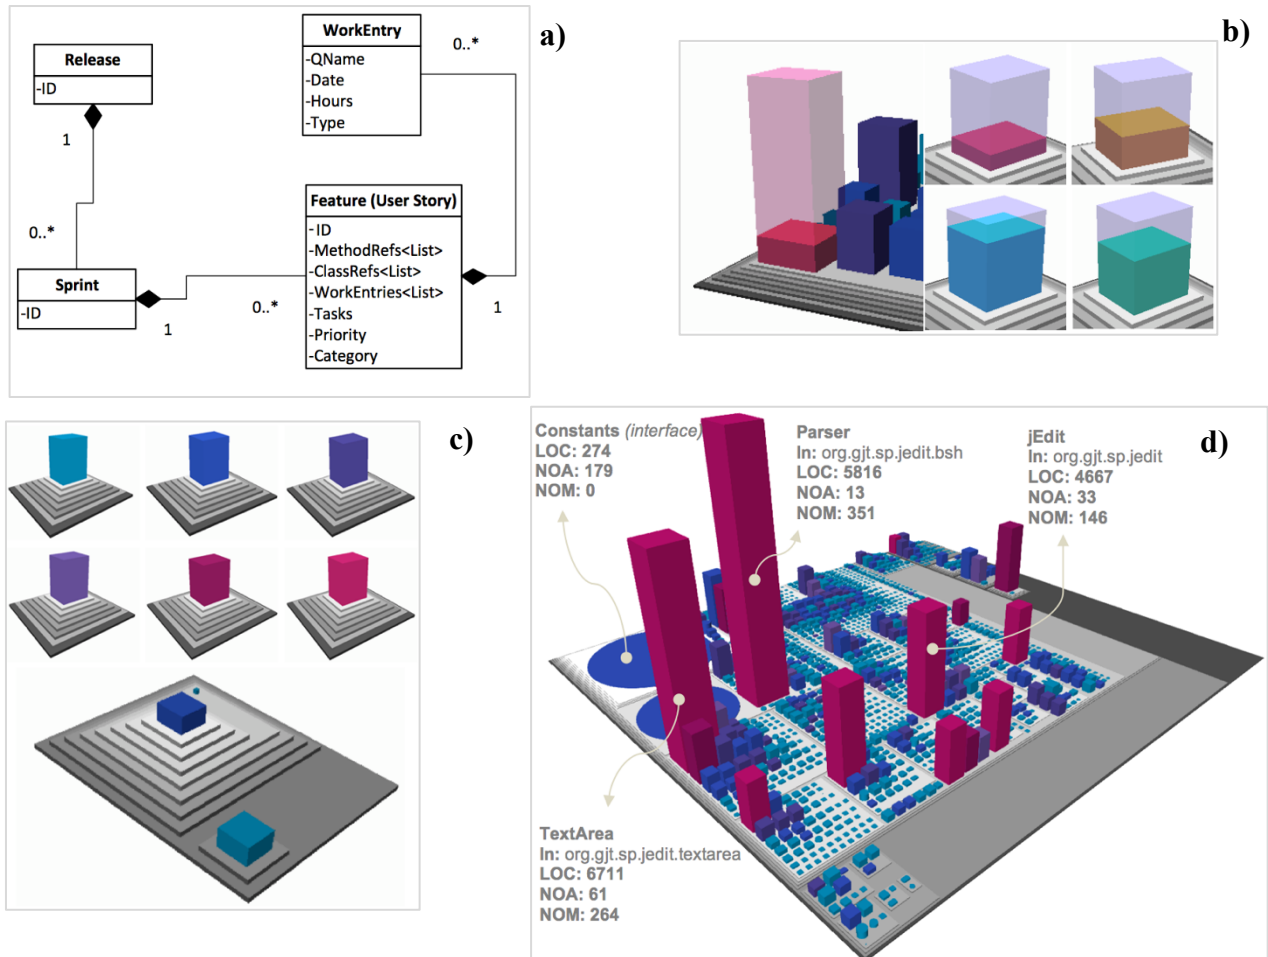 a)
Release
-ID
1
0..*
Sprint
-ID
1
0..*
WorkEntry
-QName
-Date
-Hours
-Type
0..*
Feature (User Story)
-ID
-MethodRefs<List>
-ClassRefs<List>
-WorkEntries<List>
-Tasks
-Priority
-Category
1
b)
c)
d)
Constants (interface)
LOC: 274
NOA: 179
NOM: 0
Parser
In: org.gjt.sp.jedit.bsh
LOC: 5816
NOA: 13
NOM: 351
jEdit
In: org.gjt.sp.jedit
LOC: 4667
NOA: 33
NOM: 146
TextArea
In: org.gjt.sp.jedit.textarea
LOC: 6711
NOA: 61
NOM: 264